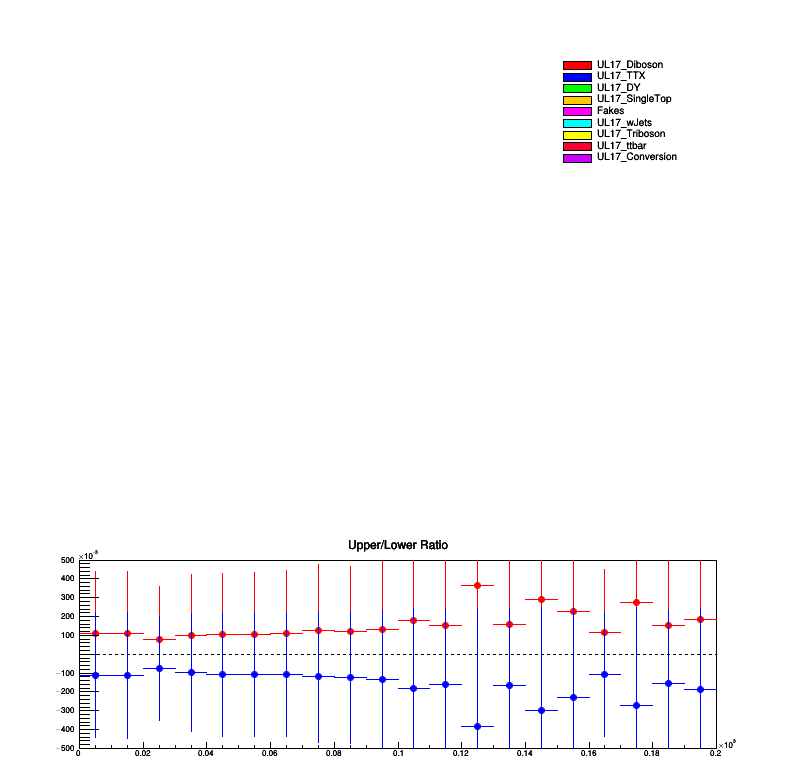 UL17_Diboson
UL17_TTX
UL17_DY
UL17_SingleTop
Fakes
UL17_wJets
UL17_Triboson
UL17_ttbar
UL17_Conversion
Upper/Lower Ratio
×10⁻³
500
400
300
200
100
−100
−200
−300
−400
−500
0 0.02 0.04 0.06 0.08 0.1 0.12 0.14 0.16 0.18 0.2
×10³